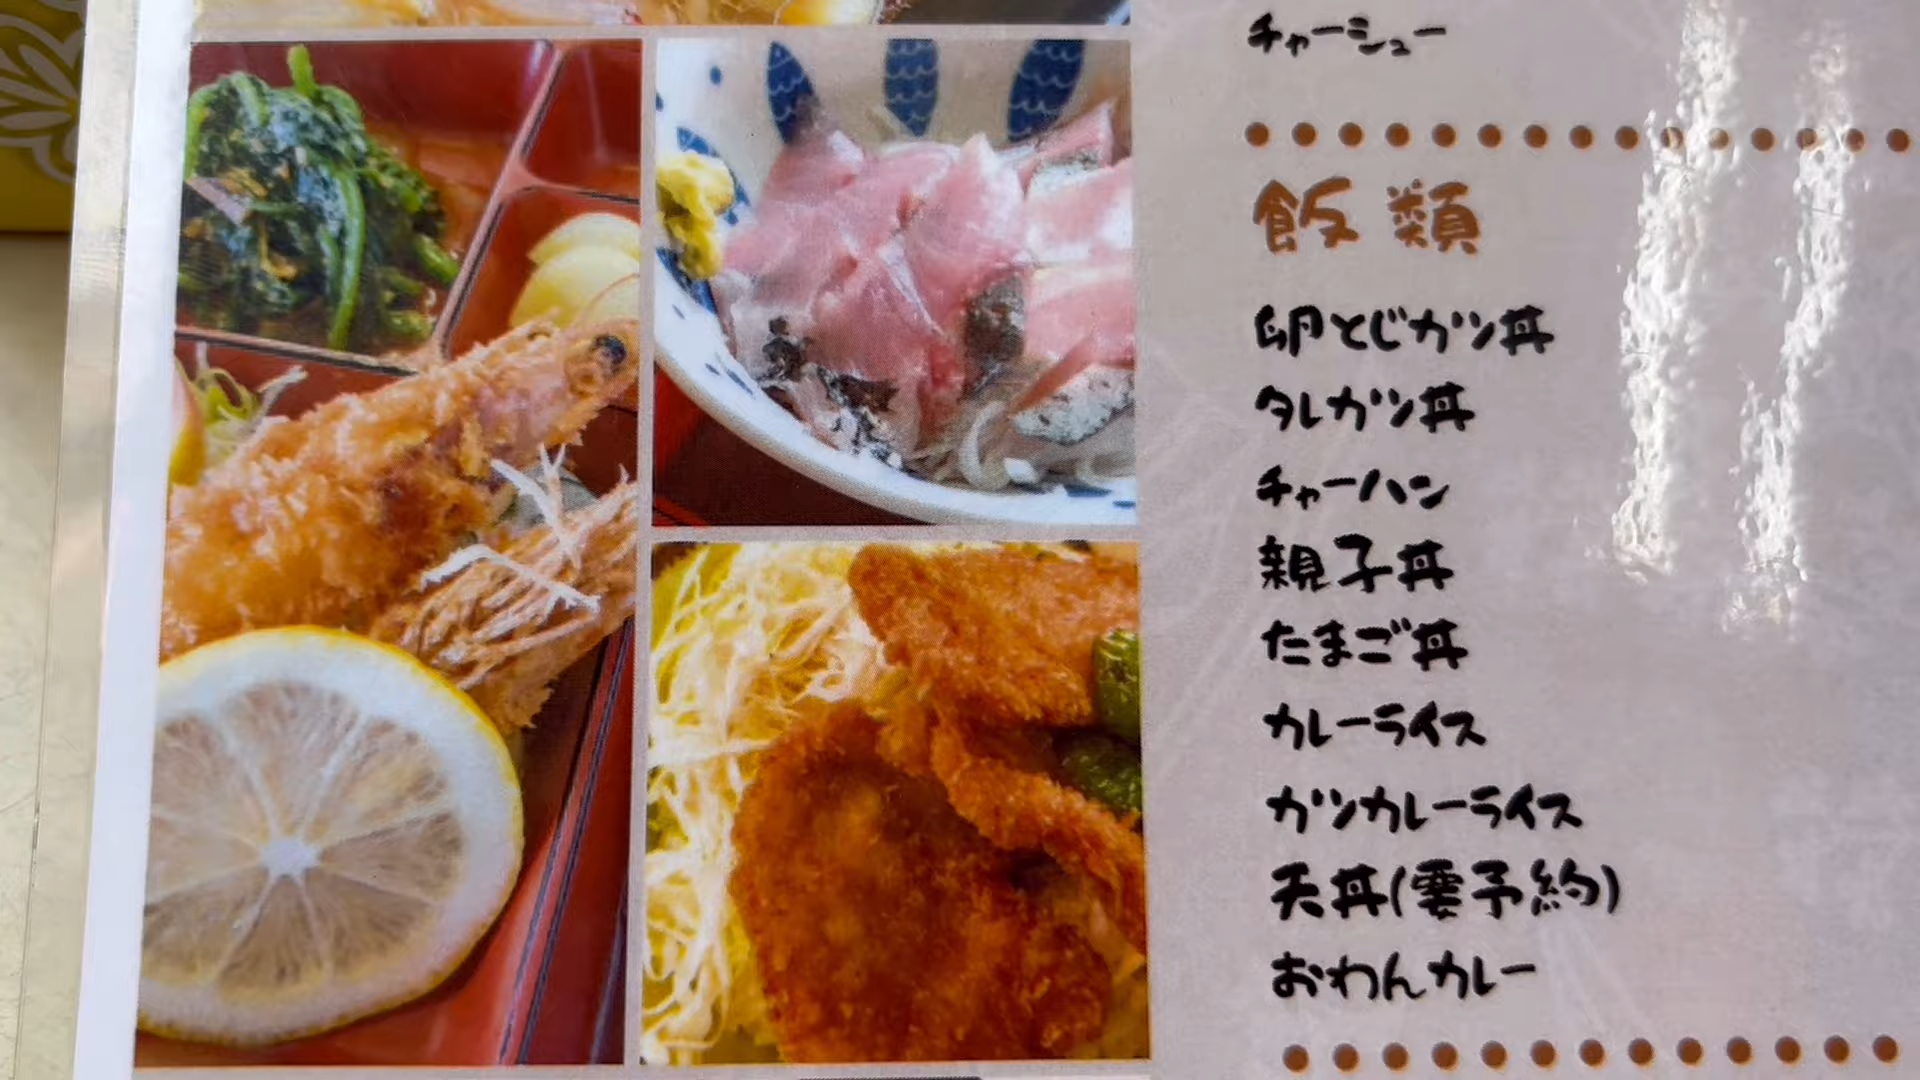 チャーシュー
飯類
卵とじカツ丼
タレカツ丼
チャーハン
親子丼
たまご丼
カレーライス
カツカレーライス
天丼(要予約)
おわんカレー